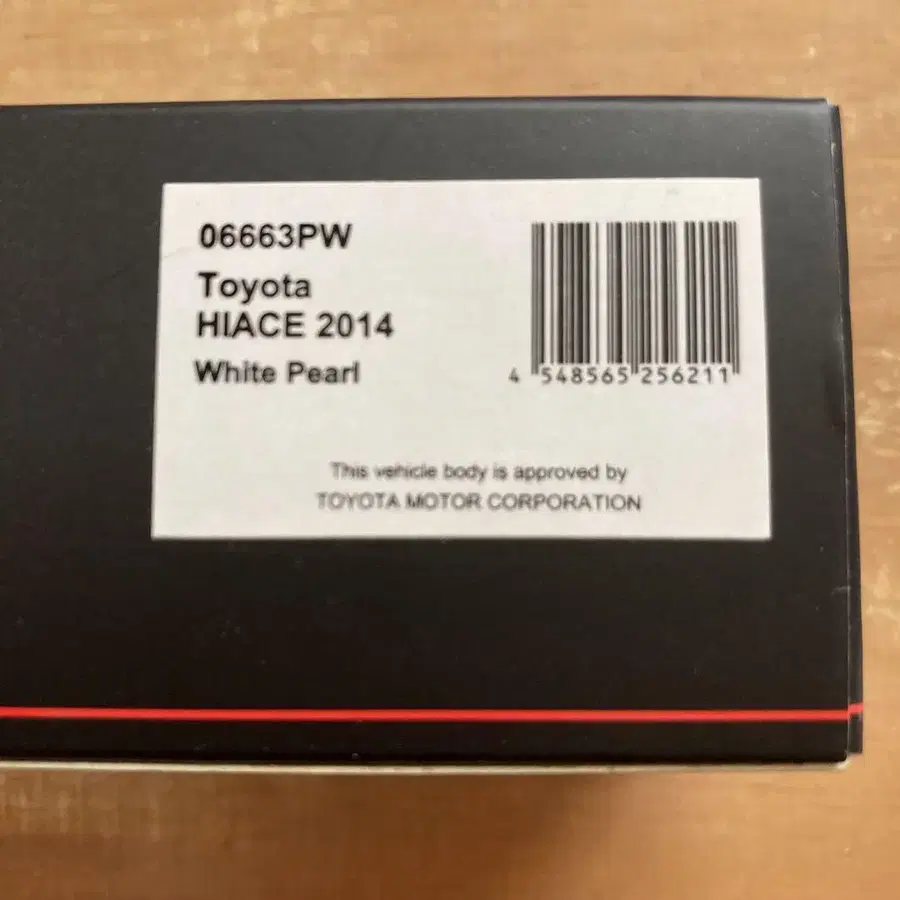 06663PW
Toyota
HIACE 2014
White Pearl
4 548565 256211
This vehicle body is approved by
TOYOTA MOTOR CORPORATION